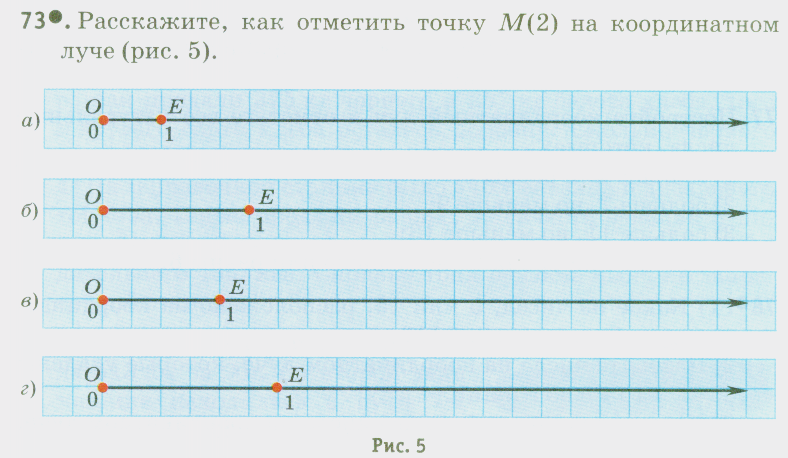 73●. Расскажите, как отметить точку M(2) на координатном
луче (рис. 5).
O E
а)
0 1
O E
б)
0 1
O E
в)
0 1
O E
г)
0 1
Рис. 5